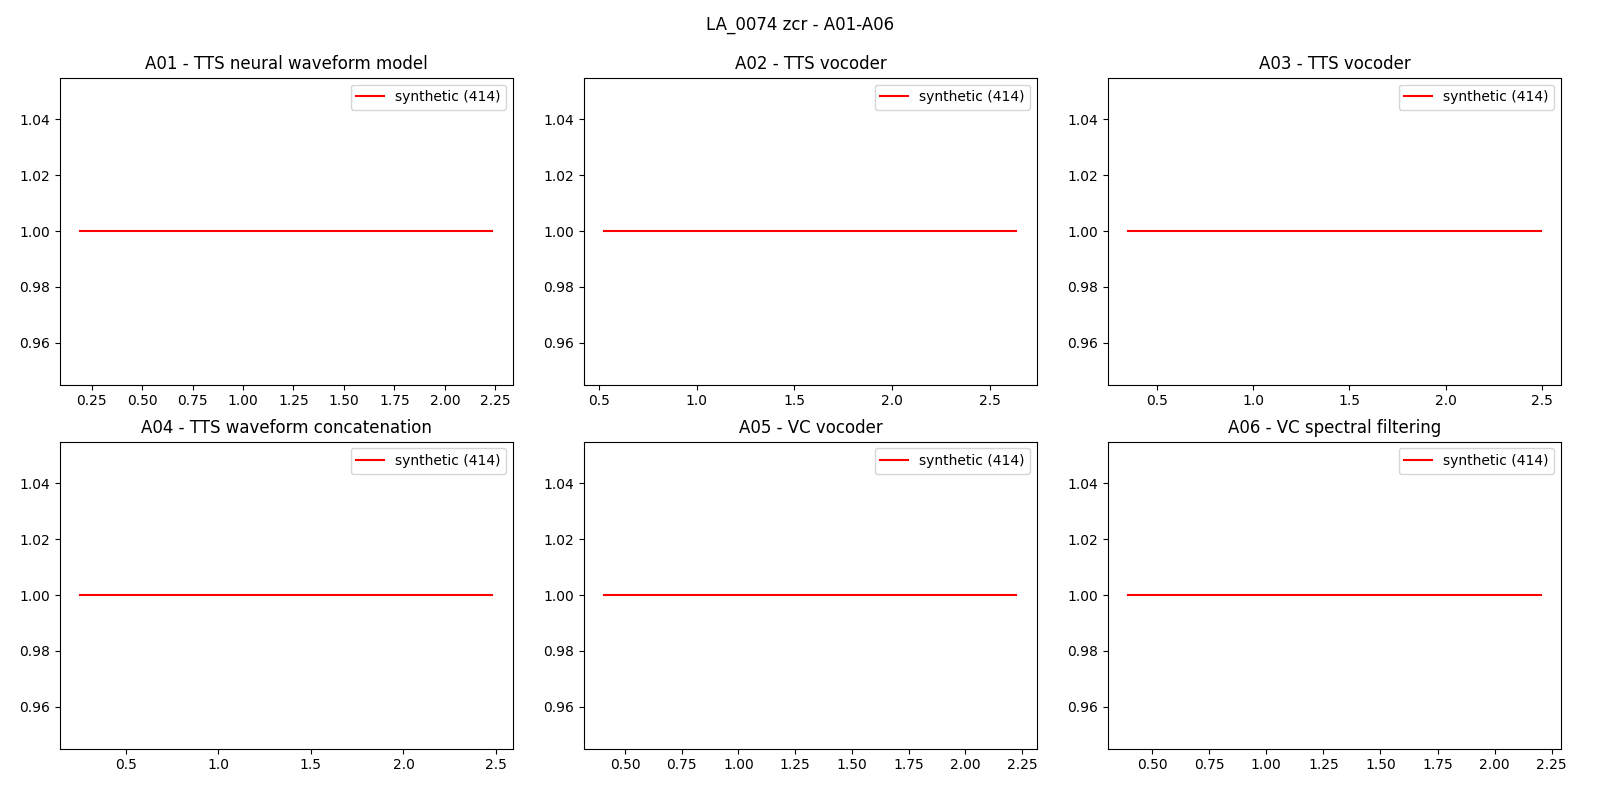 LA_0074 zcr - A01-A06
A01 - TTS neural waveform model
synthetic (414)
1.04
1.02
1.00
0.98
0.96
0.25 0.50 0.75 1.00 1.25 1.50 1.75 2.00 2.25
A02 - TTS vocoder
synthetic (414)
1.04
1.02
1.00
0.98
0.96
0.5 1.0 1.5 2.0 2.5
A03 - TTS vocoder
synthetic (414)
1.04
1.02
1.00
0.98
0.96
0.5 1.0 1.5 2.0 2.5
A04 - TTS waveform concatenation
synthetic (414)
1.04
1.02
1.00
0.98
0.96
0.5 1.0 1.5 2.0 2.5
A05 - VC vocoder
synthetic (414)
1.04
1.02
1.00
0.98
0.96
0.50 0.75 1.00 1.25 1.50 1.75 2.00 2.25
A06 - VC spectral filtering
synthetic (414)
1.04
1.02
1.00
0.98
0.96
0.50 0.75 1.00 1.25 1.50 1.75 2.00 2.25